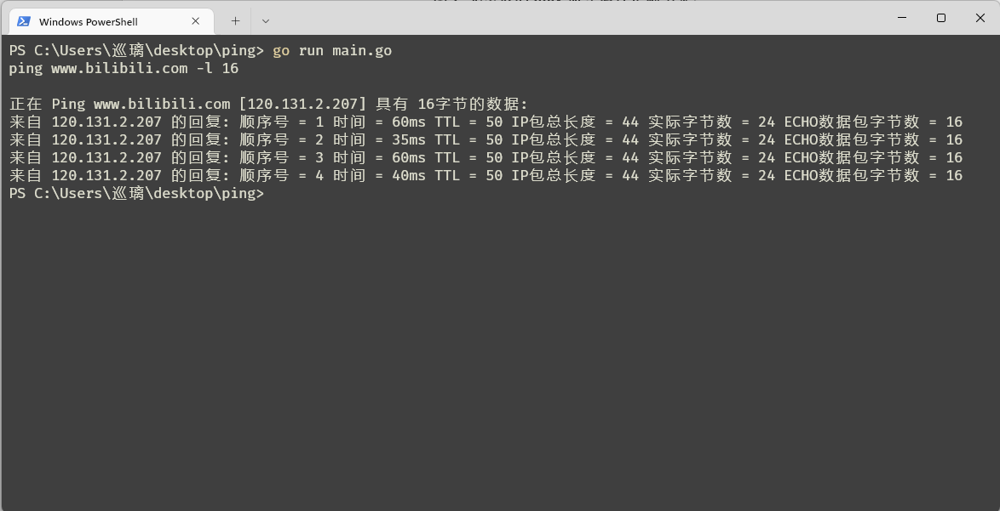 Windows PowerShell
PS C:\Users\巡璃\desktop\ping> go run main.go
ping www.bilibili.com -l 16
正在 Ping www.bilibili.com [120.131.2.207] 具有 16字节的数据:
来自 120.131.2.207 的回复: 顺序号 = 1 时间 = 60ms TTL = 50 IP包总长度 = 44 实际字节数 = 24 ECHO数据包字节数 = 16
来自 120.131.2.207 的回复: 顺序号 = 2 时间 = 35ms TTL = 50 IP包总长度 = 44 实际字节数 = 24 ECHO数据包字节数 = 16
来自 120.131.2.207 的回复: 顺序号 = 3 时间 = 60ms TTL = 50 IP包总长度 = 44 实际字节数 = 24 ECHO数据包字节数 = 16
来自 120.131.2.207 的回复: 顺序号 = 4 时间 = 40ms TTL = 50 IP包总长度 = 44 实际字节数 = 24 ECHO数据包字节数 = 16
PS C:\Users\巡璃\desktop\ping>